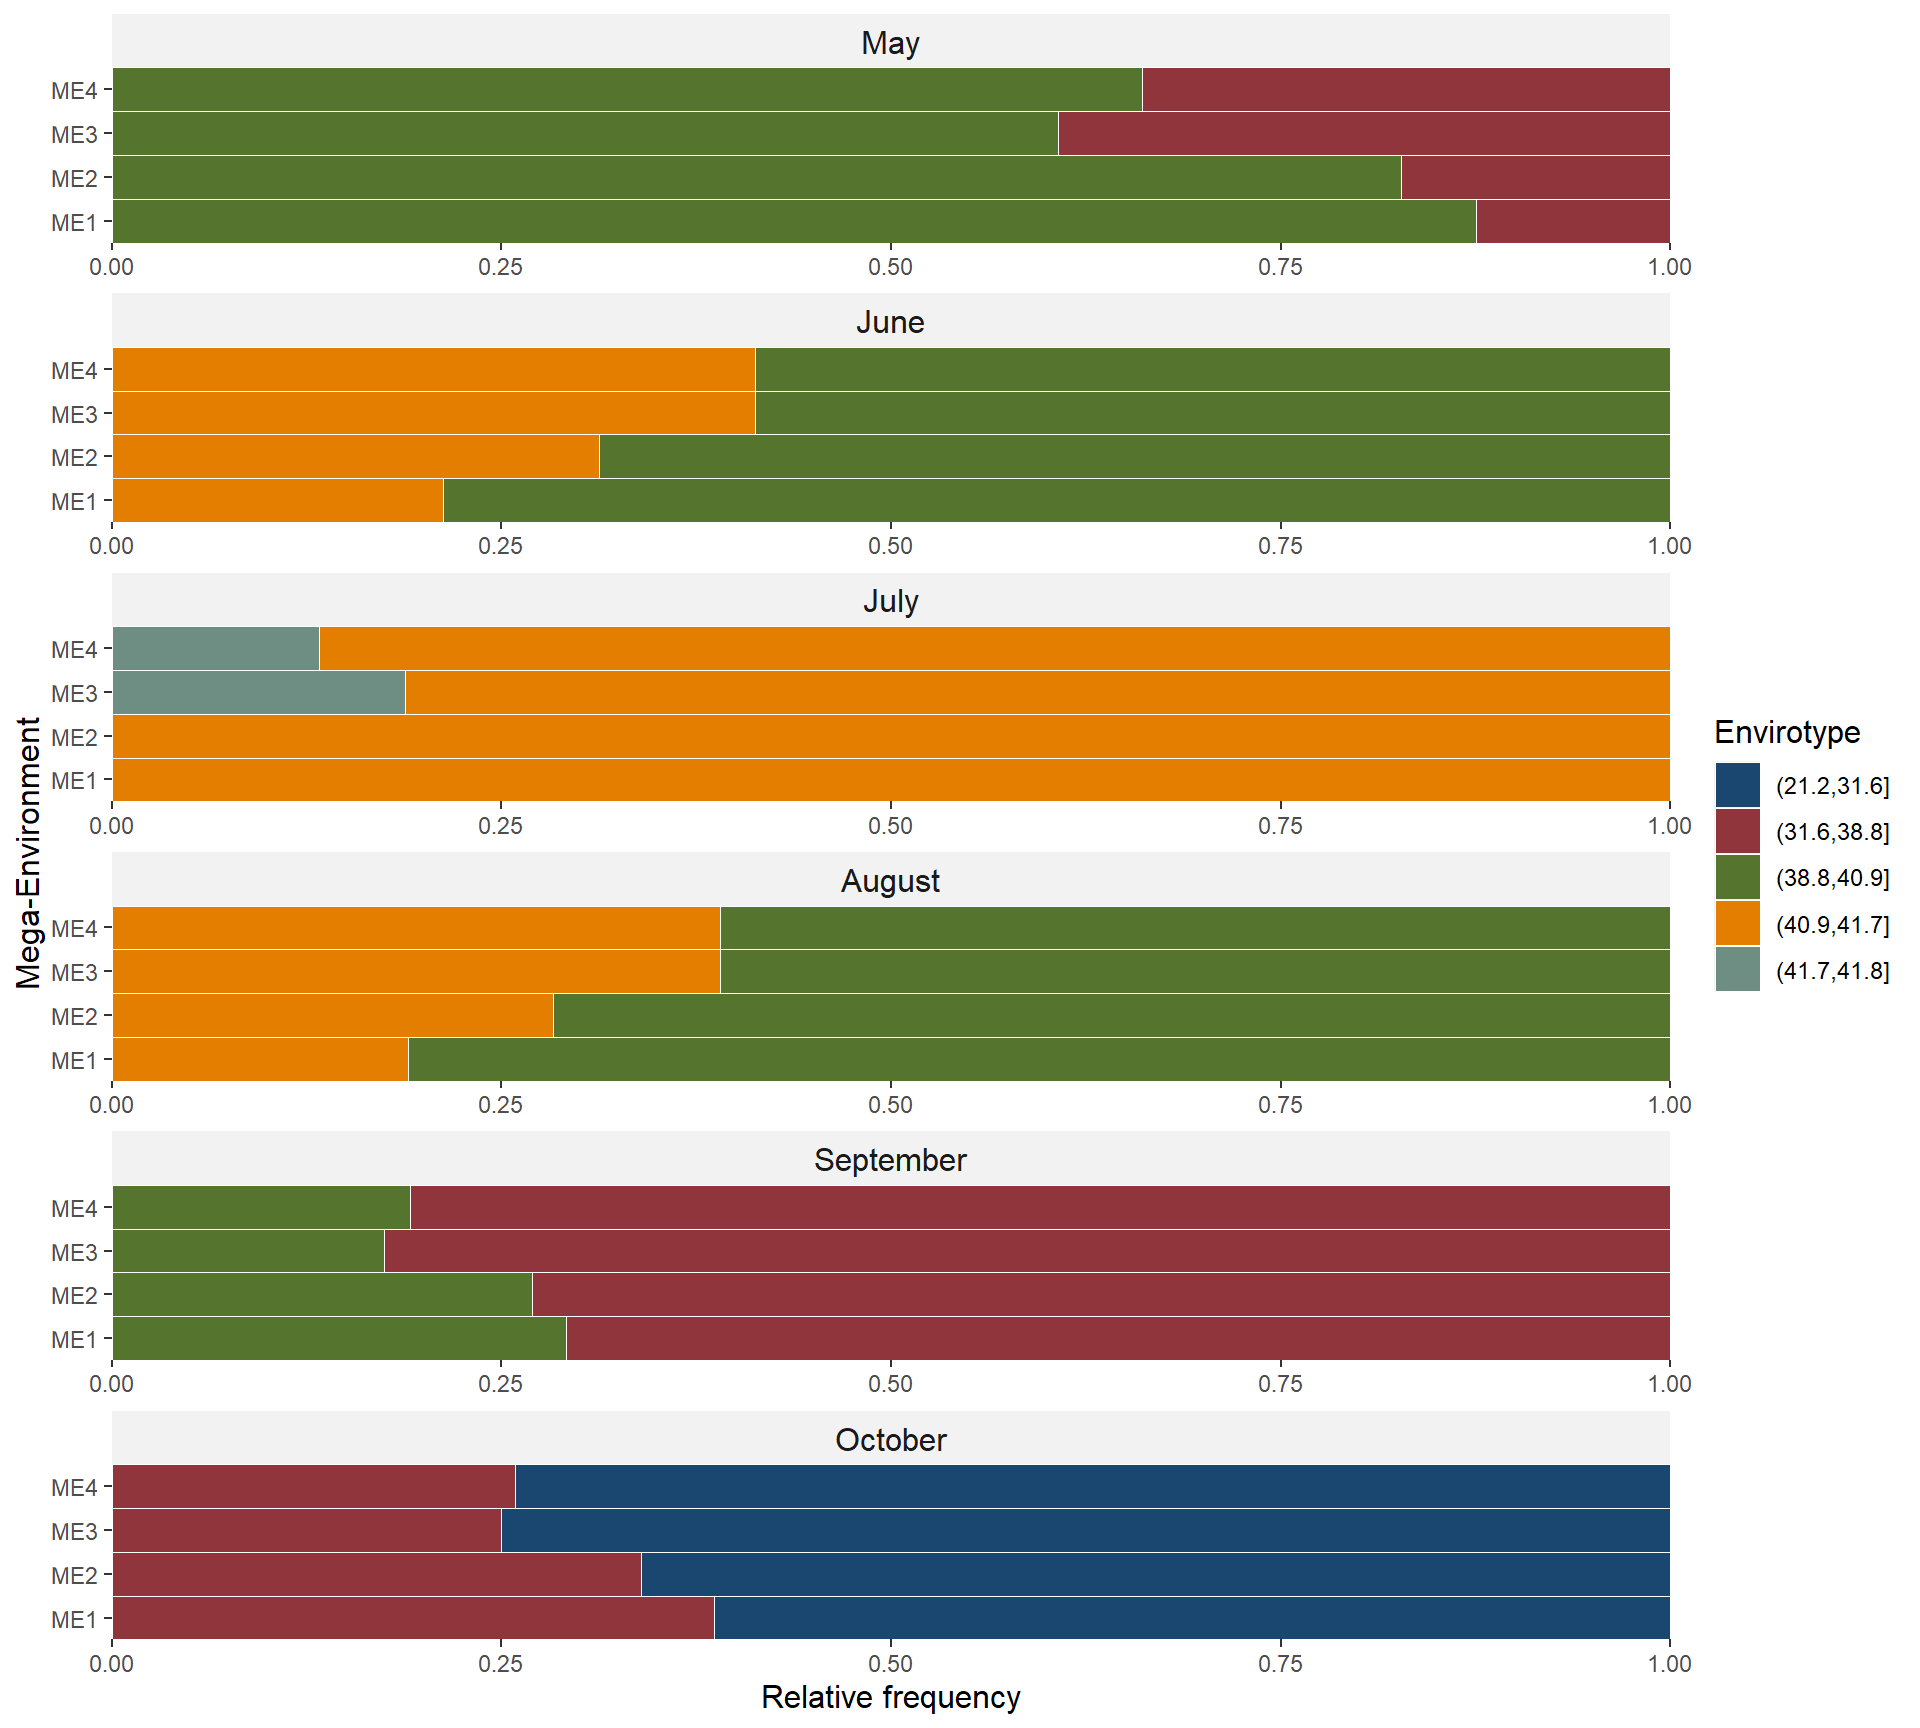 May
ME4
ME3
ME2
ME1
0.00 0.25 0.50 0.75 1.00
June
ME4
ME3
ME2
ME1
0.00 0.25 0.50 0.75 1.00
July
ME4
ME3
ME2
ME1
0.00 0.25 0.50 0.75 1.00
August
ME4
ME3
ME2
ME1
0.00 0.25 0.50 0.75 1.00
September
ME4
ME3
ME2
ME1
0.00 0.25 0.50 0.75 1.00
October
ME4
ME3
ME2
ME1
0.00 0.25 0.50 0.75 1.00
Relative frequency
Mega-Environment
Envirotype
(21.2,31.6]
(31.6,38.8]
(38.8,40.9]
(40.9,41.7]
(41.7,41.8]